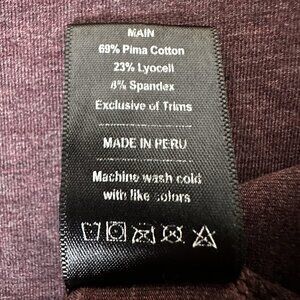 MAIN
69% Pima Cotton
23% Lyocell
8% Spandex
Exclusive of Trims
MADE IN PERU
Machine wash cold
with like colors